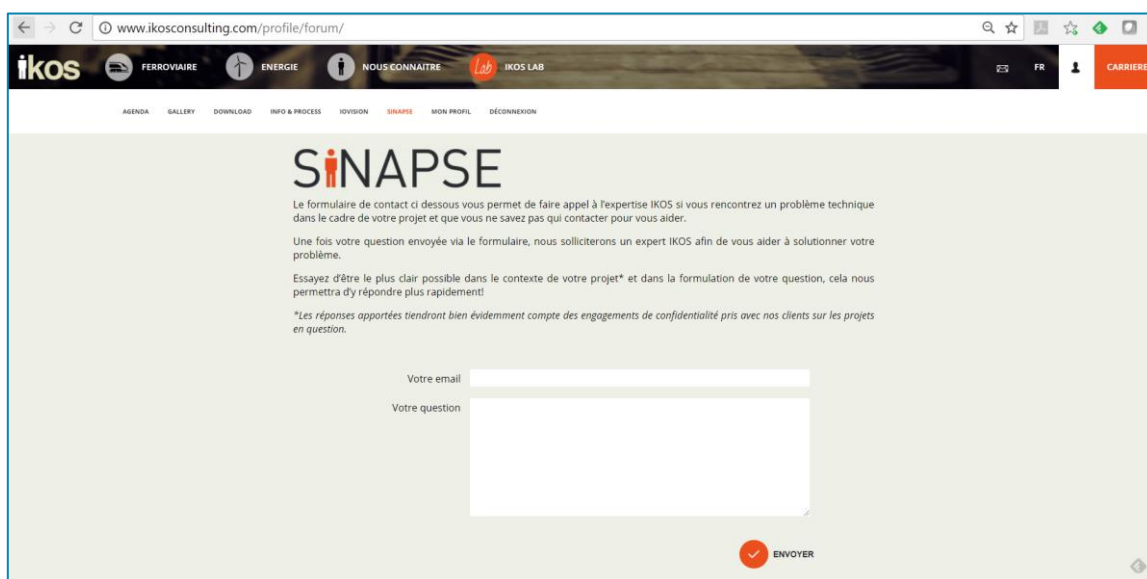 www.ikosconsulting.com/profile/forum/
ikos FERROVIAIRE ENERGIE NOUS CONNAITRE Lab IKOS LAB FR CARRIERE
AGENDA GALLERY DOWNLOAD INFO & PROCESS IOVISION SINAPSE MON PROFIL DÉCONNEXION
SiNAPSE
Le formulaire de contact ci dessous vous permet de faire appel à l'expertise IKOS si vous rencontrez un problème technique
dans le cadre de votre projet et que vous ne savez pas qui contacter pour vous aider.
Une fois votre question envoyée via le formulaire, nous solliciterons un expert IKOS afin de vous aider à solutionner votre
problème.
Essayez d'être le plus clair possible dans le contexte de votre projet* et dans la formulation de votre question, cela nous
permettra d'y répondre plus rapidement!
*Les réponses apportées tiendront bien évidemment compte des engagements de confidentialité pris avec nos clients sur les projets
en question.
Votre email
Votre question
ENVOYER